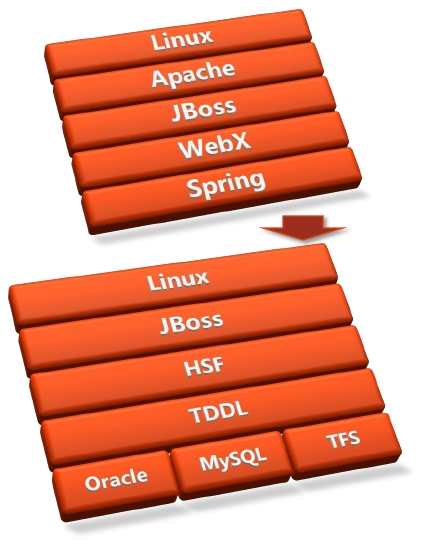 Linux
Apache
JBoss
WebX
Spring
Linux
JBoss
HSF
TDDL
Oracle MySQL TFS